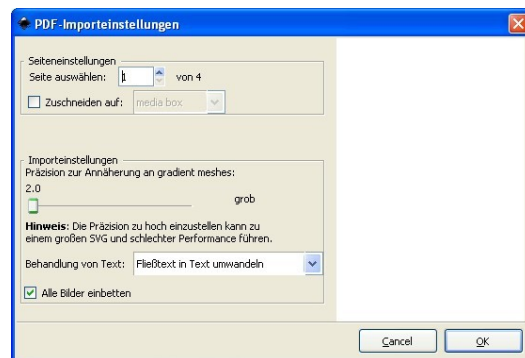 PDF-Importeinstellungen
Seiteneinstellungen
Seite auswählen: 1 von 4
Zuschneiden auf: media box
Importeinstellungen
Präzision zur Annäherung an gradient meshes:
2.0
grob
Hinweis: Die Präzision zu hoch einzustellen kann zu
einem großen SVG und schlechter Performance führen.
Behandlung von Text: Fließtext in Text umwandeln
Alle Bilder einbetten
Cancel OK